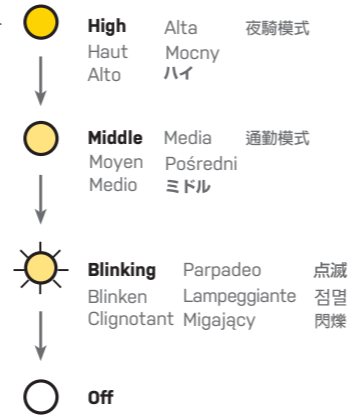 High Alta 夜騎模式
Haut Mocny
Alto ハイ
Middle Media 通勤模式
Moyen Pośredni
Medio ミドル
Blinking Parpadeo 点滅
Blinken Lampeggiante 점멸
Clignotant Migający 閃爍
Off